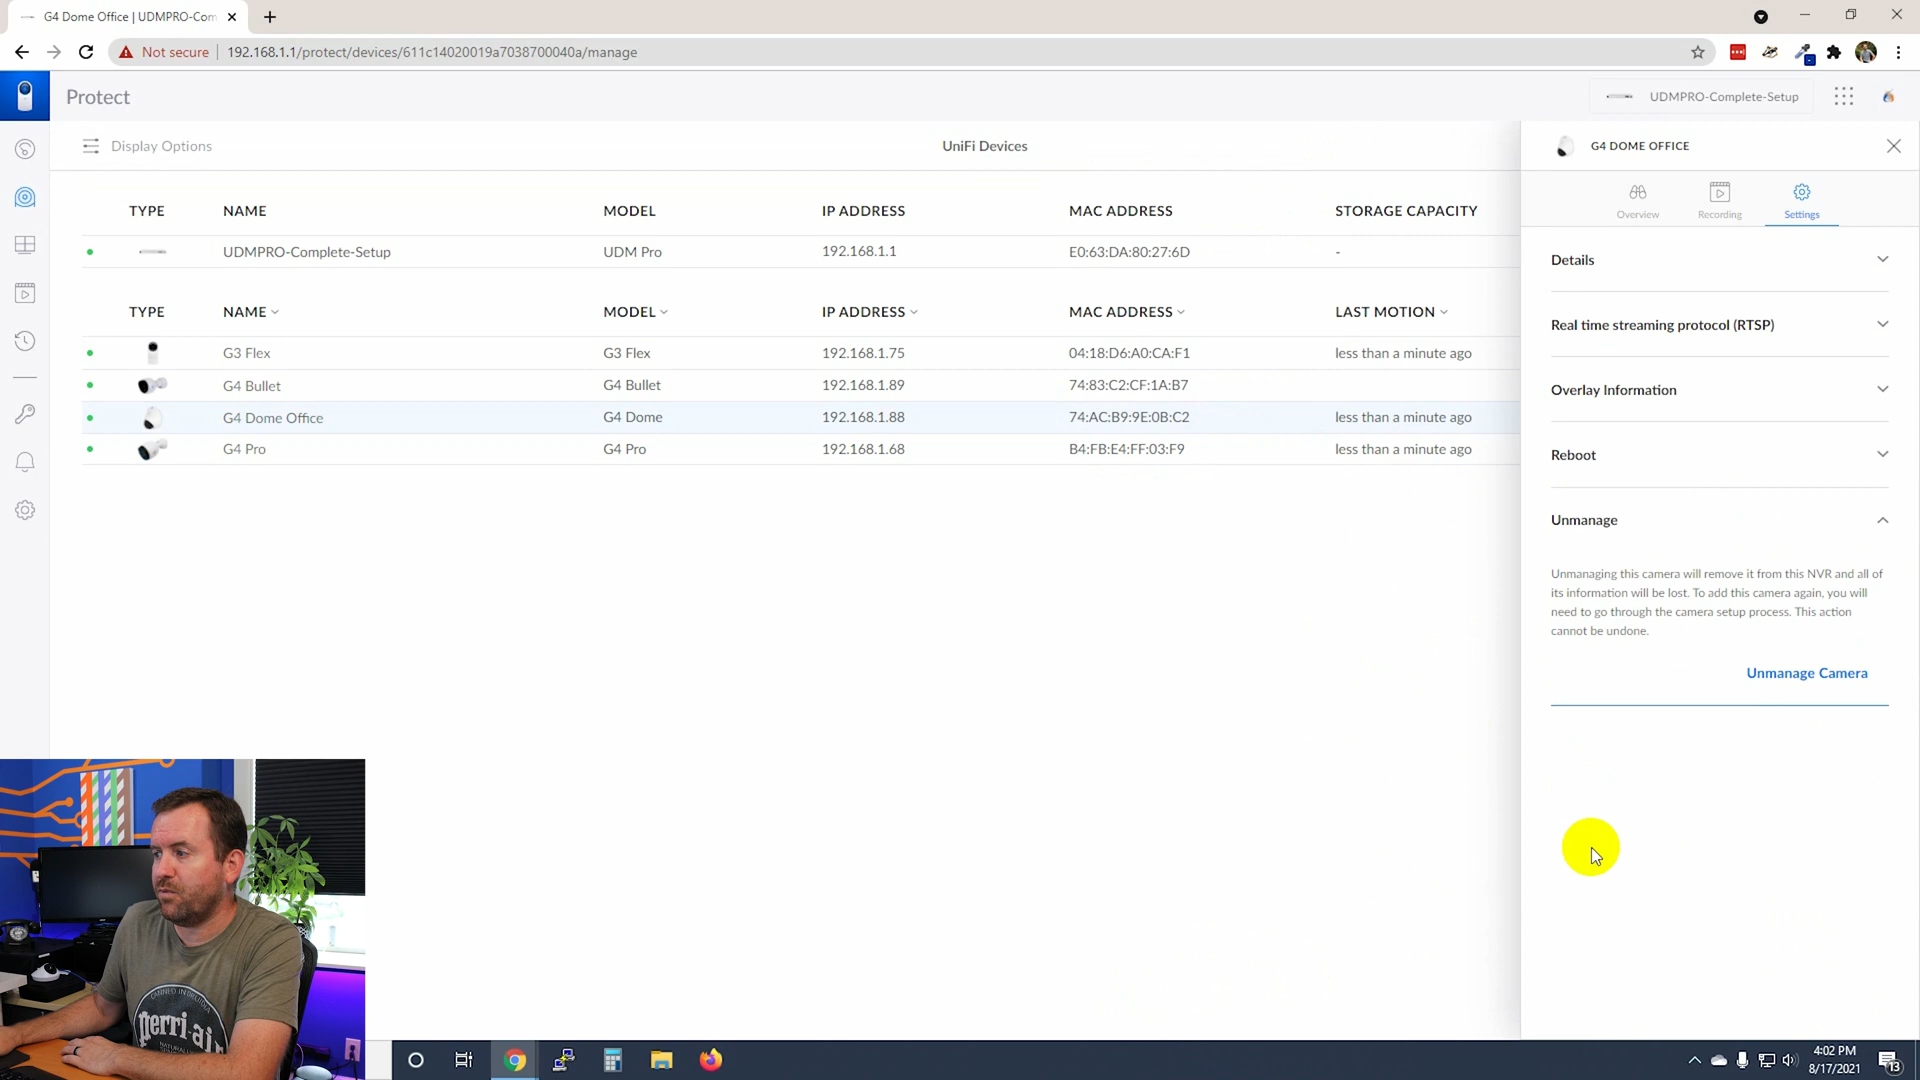 G4 Dome Office | UDMPRO-Com
Not secure
192.168.1.1/protect/devices/611c14020019a7038700040a/manage
Protect
UDMPRO-Complete-Setup
Display Options
UniFi Devices
G4 DOME OFFICE
Overview
Recording
Settings
TYPE NAME MODEL IP ADDRESS MAC ADDRESS STORAGE CAPACITY
UDMPRO-Complete-Setup UDM Pro 192.168.1.1 E0:63:DA:80:27:6D -
TYPE NAME MODEL IP ADDRESS MAC ADDRESS LAST MOTION
G3 Flex G3 Flex 192.168.1.75 04:18:D6:A0:CA:F1 less than a minute ago
G4 Bullet G4 Bullet 192.168.1.89 74:83:C2:CF:1A:B7
G4 Dome Office G4 Dome 192.168.1.88 74:AC:B9:9E:0B:C2 less than a minute ago
G4 Pro G4 Pro 192.168.1.68 B4:FB:E4:FF:03:F9 less than a minute ago
Details
Real time streaming protocol (RTSP)
Overlay Information
Reboot
Unmanage
Unmanaging this camera will remove it from this NVR and all of
its information will be lost. To add this camera again, you will
need to go through the camera setup process. This action
cannot be undone.
Unmanage Camera
CANNED IN DRUIDIA
perri-air
4:02 PM
8/17/2021
13